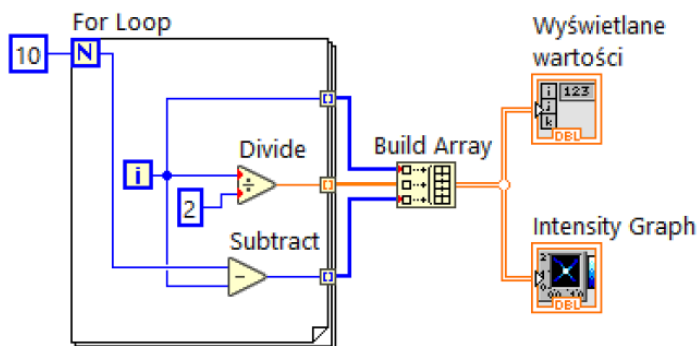 For Loop
10
N
i
Divide
2
Subtract
Build Array
Wyświetlane
wartości
i
j
k
123
DBL
Intensity Graph
DBL